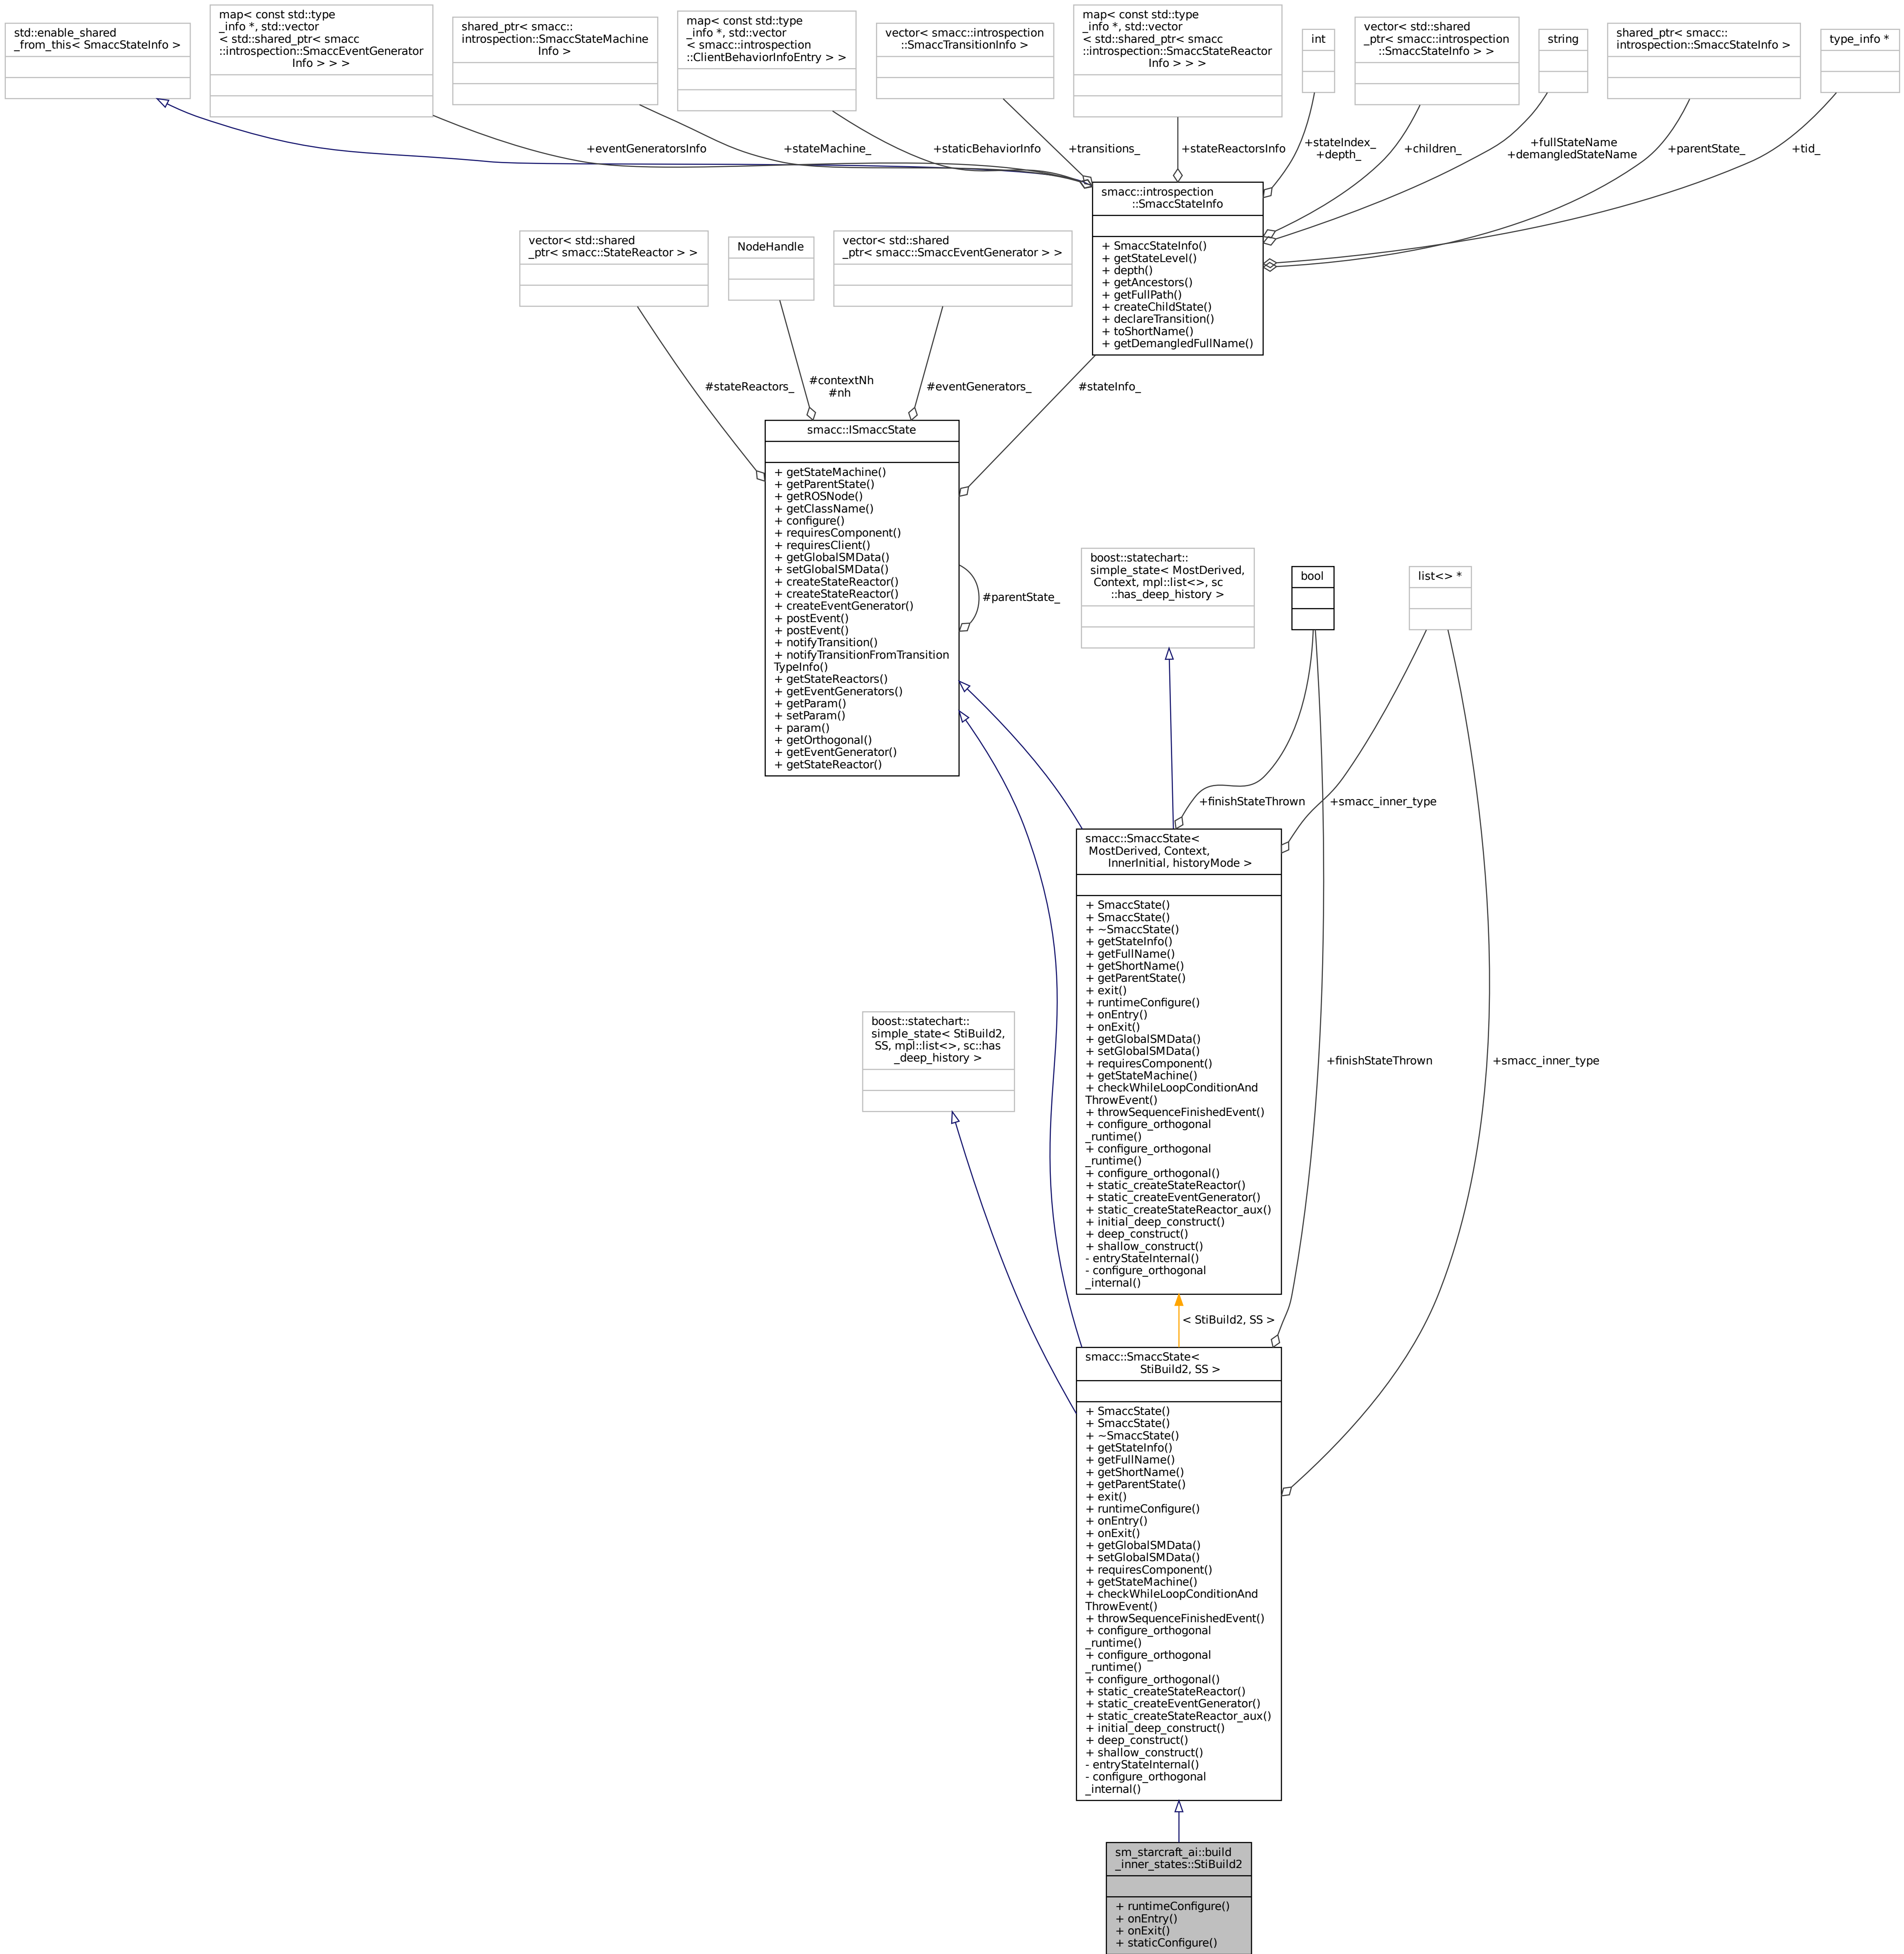 std::enable_shared
_from_this< SmaccStateInfo >
map< const std::type
_info *, std::vector
< std::shared_ptr< smacc
::introspection::SmaccEventGenerator
Info > > >
shared_ptr< smacc::
introspection::SmaccStateMachine
Info >
map< const std::type
_info *, std::vector
< smacc::introspection
::ClientBehaviorInfoEntry > >
vector< smacc::introspection
::SmaccTransitionInfo >
map< const std::type
_info *, std::vector
< std::shared_ptr< smacc
::introspection::SmaccStateReactor
Info > > >
int
vector< std::shared
_ptr< smacc::introspection
::SmaccStateInfo > >
string
shared_ptr< smacc::
introspection::SmaccStateInfo >
type_info *
+eventGeneratorsInfo
+stateMachine_
+staticBehaviorInfo
+transitions_
+stateReactorsInfo
+stateIndex_
+depth_
+children_
+fullStateName
+demangledStateName
+parentState_
+tid_
smacc::introspection
::SmaccStateInfo
+ SmaccStateInfo()
+ getStateLevel()
+ depth()
+ getAncestors()
+ getFullPath()
+ createChildState()
+ declareTransition()
+ toShortName()
+ getDemangledFullName()
vector< std::shared
_ptr< smacc::StateReactor > >
NodeHandle
vector< std::shared
_ptr< smacc::SmaccEventGenerator > >
#stateReactors_
#contextNh
#nh
#eventGenerators_
#stateInfo_
smacc::ISmaccState
+ getStateMachine()
+ getParentState()
+ getROSNode()
+ getClassName()
+ configure()
+ requiresComponent()
+ requiresClient()
+ getGlobalSMData()
+ setGlobalSMData()
+ createStateReactor()
+ createStateReactor()
+ createEventGenerator()
+ postEvent()
+ postEvent()
+ notifyTransition()
+ notifyTransitionFromTransition
TypeInfo()
+ getStateReactors()
+ getEventGenerators()
+ getParam()
+ setParam()
+ param()
+ getOrthogonal()
+ getEventGenerator()
+ getStateReactor()
#parentState_
boost::statechart::
simple_state< MostDerived,
Context, mpl::list<>, sc
::has_deep_history >
bool
list<> *
+finishStateThrown
+smacc_inner_type
smacc::SmaccState<
MostDerived, Context,
InnerInitial, historyMode >
+ SmaccState()
+ SmaccState()
+ ~SmaccState()
+ getStateInfo()
+ getFullName()
+ getShortName()
+ getParentState()
+ exit()
+ runtimeConfigure()
+ onEntry()
+ onExit()
+ getGlobalSMData()
+ setGlobalSMData()
+ requiresComponent()
+ getStateMachine()
+ checkWhileLoopConditionAnd
ThrowEvent()
+ throwSequenceFinishedEvent()
+ configure_orthogonal
_runtime()
+ configure_orthogonal
_runtime()
+ configure_orthogonal()
+ static_createStateReactor()
+ static_createEventGenerator()
+ static_createStateReactor_aux()
+ initial_deep_construct()
+ deep_construct()
+ shallow_construct()
- entryStateInternal()
- configure_orthogonal
_internal()
boost::statechart::
simple_state< StiBuild2,
SS, mpl::list<>, sc::has
_deep_history >
+finishStateThrown
+smacc_inner_type
< StiBuild2, SS >
smacc::SmaccState<
StiBuild2, SS >
+ SmaccState()
+ SmaccState()
+ ~SmaccState()
+ getStateInfo()
+ getFullName()
+ getShortName()
+ getParentState()
+ exit()
+ runtimeConfigure()
+ onEntry()
+ onExit()
+ getGlobalSMData()
+ setGlobalSMData()
+ requiresComponent()
+ getStateMachine()
+ checkWhileLoopConditionAnd
ThrowEvent()
+ throwSequenceFinishedEvent()
+ configure_orthogonal
_runtime()
+ configure_orthogonal
_runtime()
+ configure_orthogonal()
+ static_createStateReactor()
+ static_createEventGenerator()
+ static_createStateReactor_aux()
+ initial_deep_construct()
+ deep_construct()
+ shallow_construct()
- entryStateInternal()
- configure_orthogonal
_internal()
sm_starcraft_ai::build
_inner_states::StiBuild2
+ runtimeConfigure()
+ onEntry()
+ onExit()
+ staticConfigure()